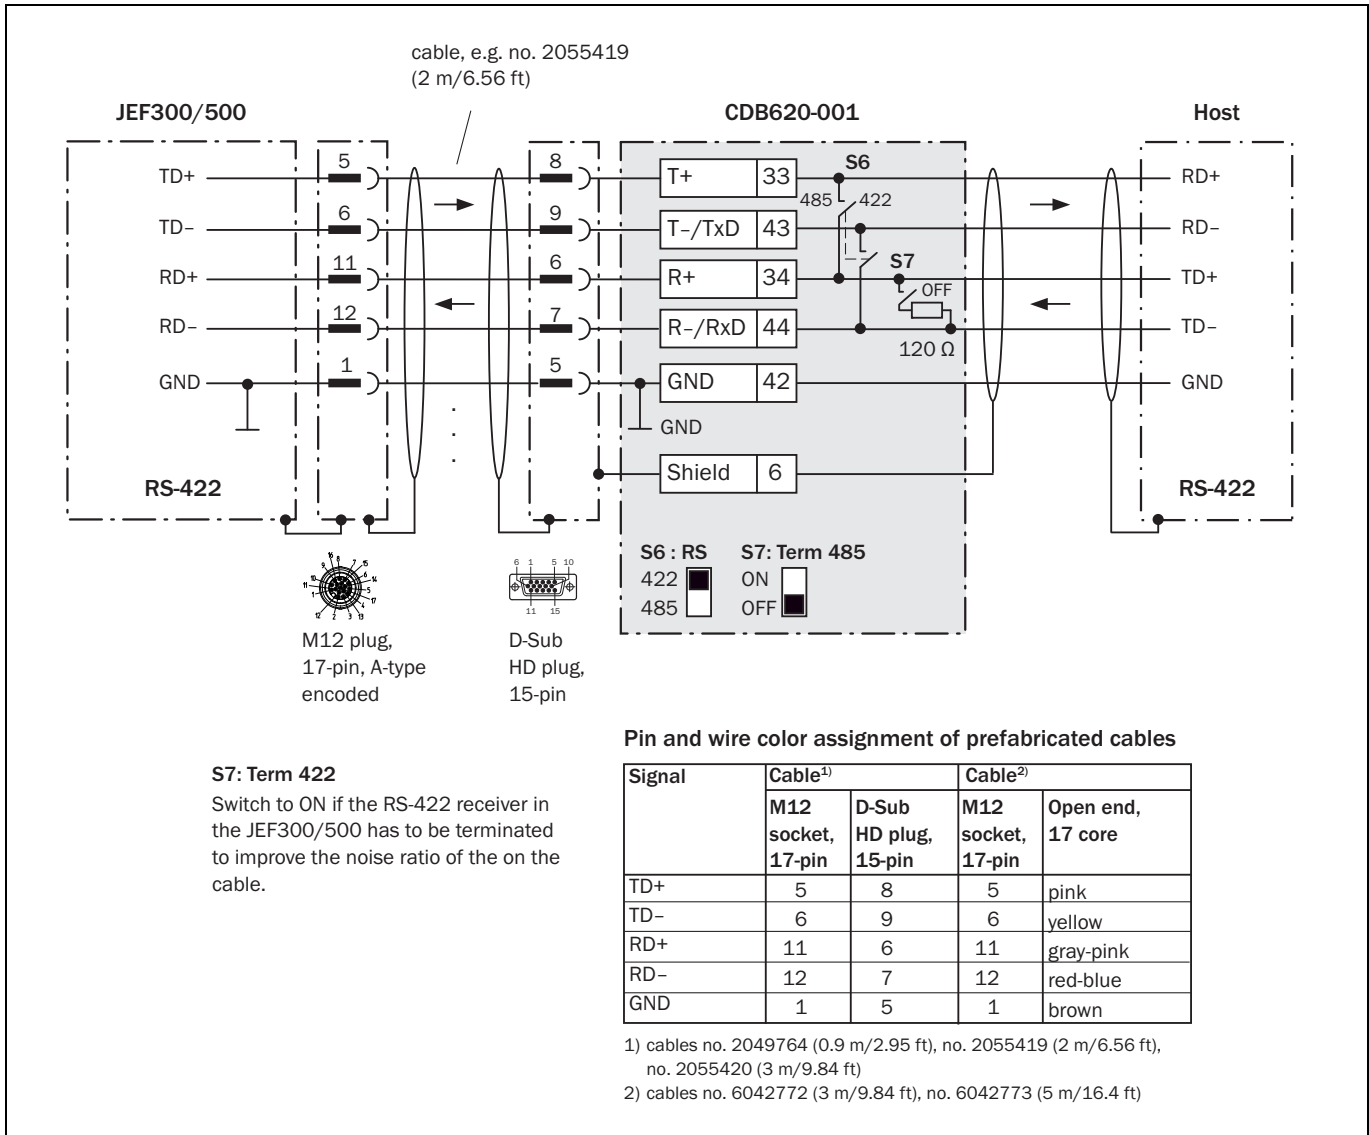 cable, e.g. no. 2055419
(2 m/6.56 ft)
JEF300/500
CDB620-001
Host
TD+ 5 8 T+ 33 S6 RD+
485 422
TD– 6 9 T–/TxD 43 RD–
S7
RD+ 11 6 R+ 34 TD+
OFF
RD– 12 7 R–/RxD 44 TD–
120 Ω
GND 1 5 GND 42 GND
GND
Shield 6
RS-422
RS-422
S6 : RS
422
485
S7: Term 485
ON
OFF
6 1 5 10
11 15
M12 plug,
17-pin, A-type
encoded
D-Sub
HD plug,
15-pin
S7: Term 422
Switch to ON if the RS-422 receiver in
the JEF300/500 has to be terminated
to improve the noise ratio of the on the
cable.
Pin and wire color assignment of prefabricated cables
Signal Cable1) Cable2)
M12 socket, 17-pin D-Sub HD plug, 15-pin M12 socket, 17-pin Open end, 17 core
TD+ 5 8 5 pink
TD– 6 9 6 yellow
RD+ 11 6 11 gray-pink
RD– 12 7 12 red-blue
GND 1 5 1 brown
1) cables no. 2049764 (0.9 m/2.95 ft), no. 2055419 (2 m/6.56 ft),
no. 2055420 (3 m/9.84 ft)
2) cables no. 6042772 (3 m/9.84 ft), no. 6042773 (5 m/16.4 ft)